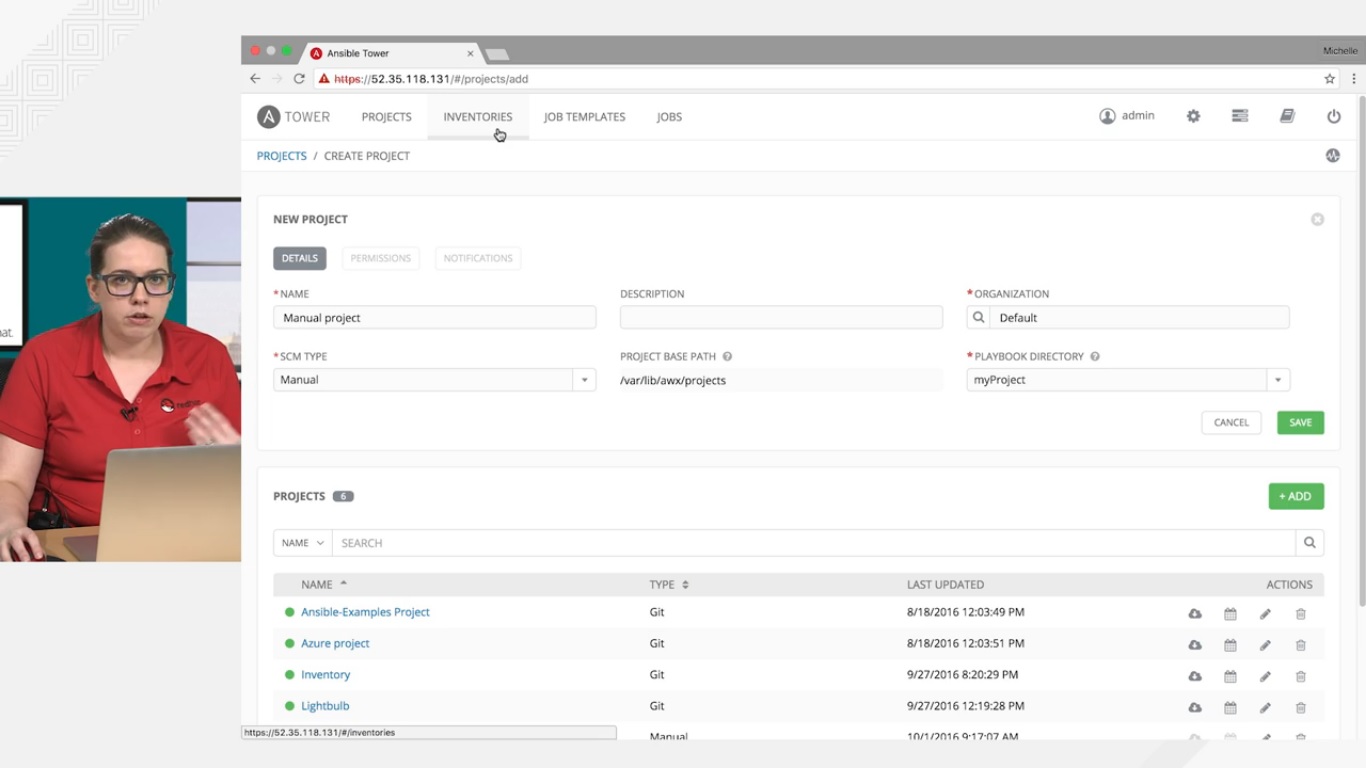 Ansible Tower
Michelle
https://52.35.118.131/#/projects/add
A TOWER PROJECTS INVENTORIES JOB TEMPLATES JOBS admin
PROJECTS / CREATE PROJECT
NEW PROJECT
DETAILS PERMISSIONS NOTIFICATIONS
* NAME DESCRIPTION * ORGANIZATION
Manual project Default
* SCM TYPE PROJECT BASE PATH ? * PLAYBOOK DIRECTORY ?
Manual /var/lib/awx/projects myProject
CANCEL SAVE
PROJECTS 6 + ADD
NAME SEARCH
NAME TYPE LAST UPDATED ACTIONS
Ansible-Examples Project Git 8/18/2016 12:03:49 PM
Azure project Git 8/18/2016 12:03:51 PM
Inventory Git 9/27/2016 8:20:29 PM
Lightbulb Git 9/27/2016 12:19:28 PM
https://52.35.118.131/#/inventories
Manual 10/1/2016 9:17:07 AM